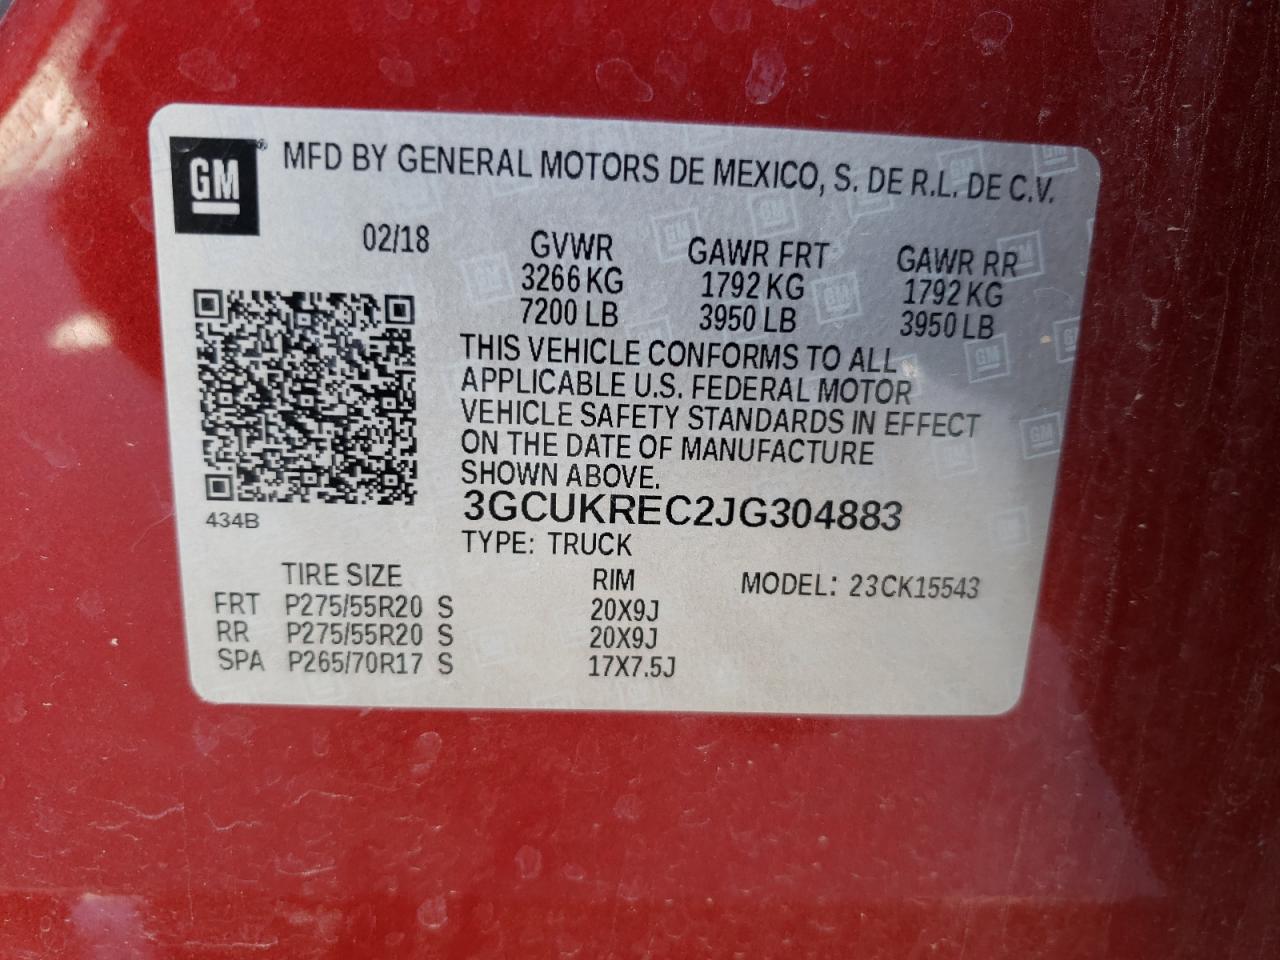 GM® MFD BY GENERAL MOTORS DE MEXICO, S. DE R.L. DE C.V.
02/18 GVWR GAWR FRT GAWR RR
3266 KG 1792 KG 1792 KG
7200 LB 3950 LB 3950 LB
THIS VEHICLE CONFORMS TO ALL
APPLICABLE U.S. FEDERAL MOTOR
VEHICLE SAFETY STANDARDS IN EFFECT
ON THE DATE OF MANUFACTURE
SHOWN ABOVE.
434B 3GCUKREC2JG304883
TYPE: TRUCK
TIRE SIZE RIM MODEL: 23CK15543
FRT P275/55R20 S 20X9J
RR P275/55R20 S 20X9J
SPA P265/70R17 S 17X7.5J